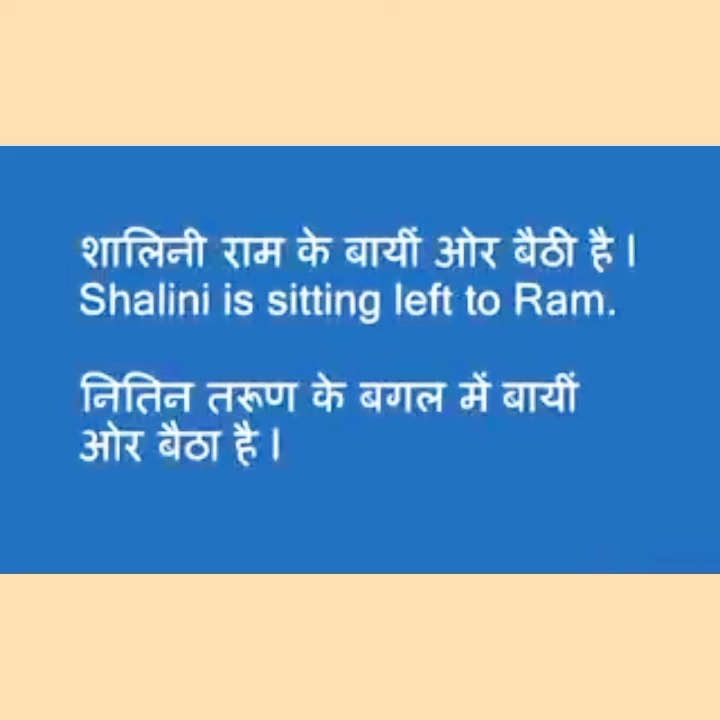 शालिनी राम के बायीं ओर बैठी है।
Shalini is sitting left to Ram.
नितिन तरूण के बगल में बायीं
ओर बैठा है।